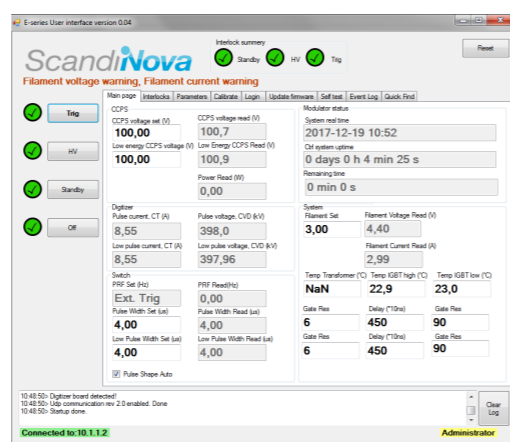 E-series User interface version 0.04
ScandiNova
Interlock summery
Standby HV Trig
Reset
Filament voltage warning, Filament current warning
Main page Interlocks Parameters Calibrate Login Update firmware Self test Event Log Quick Find
Trig
HV
Standby
Off
CCPS
CCPS voltage set (V) CCPS voltage read (V)
100,00 100,7
Low energy CCPS voltage (V) Low Energy CCPS Read (V)
100,00 100,9
Power Read (W)
0,00
Modulator status
System real time
2017-12-19 10:52
Ctrl system uptime
0 days 0 h 4 min 25 s
Remaining time
0 min 0 s
Digitizer
Pulse current, CT (A) Pulse voltage, CVD (kV)
8,55 398,0
Low pulse current, CT (A) Low pulse voltage, CVD (kV)
8,55 397,96
System
Filament Set Filament Voltage Read (V)
3,00 4,40
Filament Current Read (A)
2,99
Temp Transformer (°C) Temp IGBT high (°C) Temp IGBT low (°C)
NaN 22,9 23,0
Gate Res Delay (*10ns) Gate Res
6 450 90
Gate Res Delay (*10ns) Gate Res
6 450 90
Switch
PRF Set (Hz) PRF Read(Hz)
Ext. Trig 0,00
Pulse Width Set (us) Pulse Width Read (us)
4,00 4,00
Low Pulse Width Set (us) Low Pulse Width Read (us)
4,00 4,00
Pulse Shape Auto
10:48:50> Digitizer board detected!
10:48:50> Udp communication rev 2.0 enabled. Done
10:48:50> Startup done.
Clear Log
Connected to:10.1.1.2
Administrator